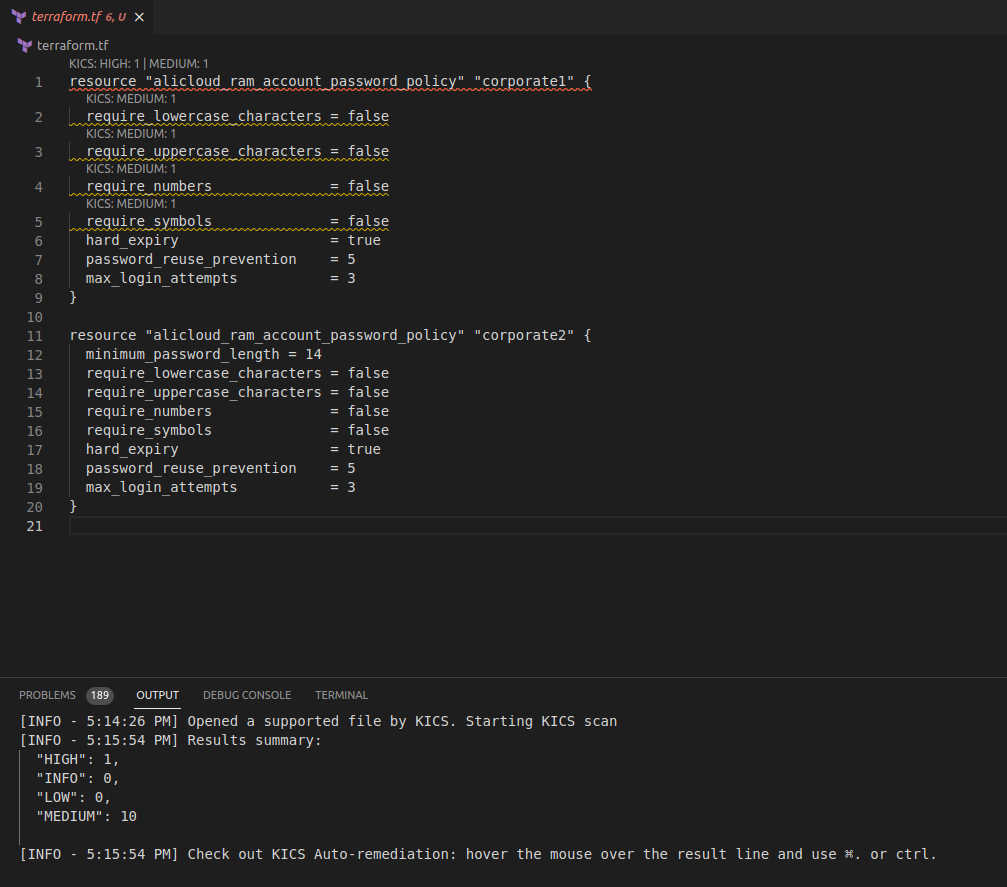 terraform.tf 6, U ×
terraform.tf
KICS: HIGH: 1 | MEDIUM: 1
1 resource "alicloud_ram_account_password_policy" "corporate1" {
KICS: MEDIUM: 1
2 require_lowercase_characters = false
KICS: MEDIUM: 1
3 require_uppercase_characters = false
KICS: MEDIUM: 1
4 require_numbers = false
KICS: MEDIUM: 1
5 require_symbols = false
6 hard_expiry = true
7 password_reuse_prevention = 5
8 max_login_attempts = 3
9 }
10
11 resource "alicloud_ram_account_password_policy" "corporate2" {
12 minimum_password_length = 14
13 require_lowercase_characters = false
14 require_uppercase_characters = false
15 require_numbers = false
16 require_symbols = false
17 hard_expiry = true
18 password_reuse_prevention = 5
19 max_login_attempts = 3
20 }
21
PROBLEMS 189 OUTPUT DEBUG CONSOLE TERMINAL
[INFO - 5:14:26 PM] Opened a supported file by KICS. Starting KICS scan
[INFO - 5:15:54 PM] Results summary:
"HIGH": 1,
"INFO": 0,
"LOW": 0,
"MEDIUM": 10
[INFO - 5:15:54 PM] Check out KICS Auto-remediation: hover the mouse over the result line and use ⌘. or ctrl.